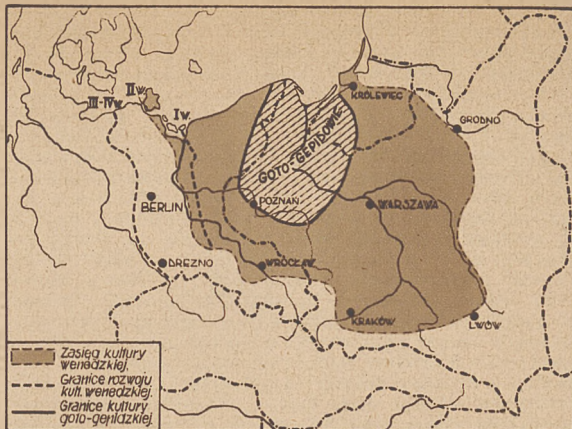 II w.
III-IV w.
I w.
KRÓLEWIEC
GRODNO
GOTO-GEPIDOWIE
BERLIN
POZNAŃ
WARSZAWA
DREZNO
WROCŁAW
KRAKÓW
LWÓW
Zasięg kultury
wenedzkiej.
Granice rozwoju
kult. wenedzkiej.
Granice kultury
goto-gepidzkiej.